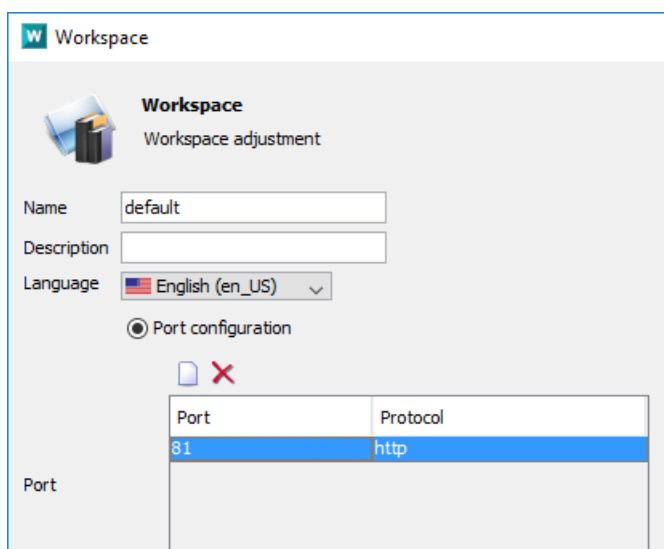 W Workspace
Workspace
Workspace adjustment
Name default
Description
Language English (en_US)
Port configuration
Port Protocol
81 http
Port